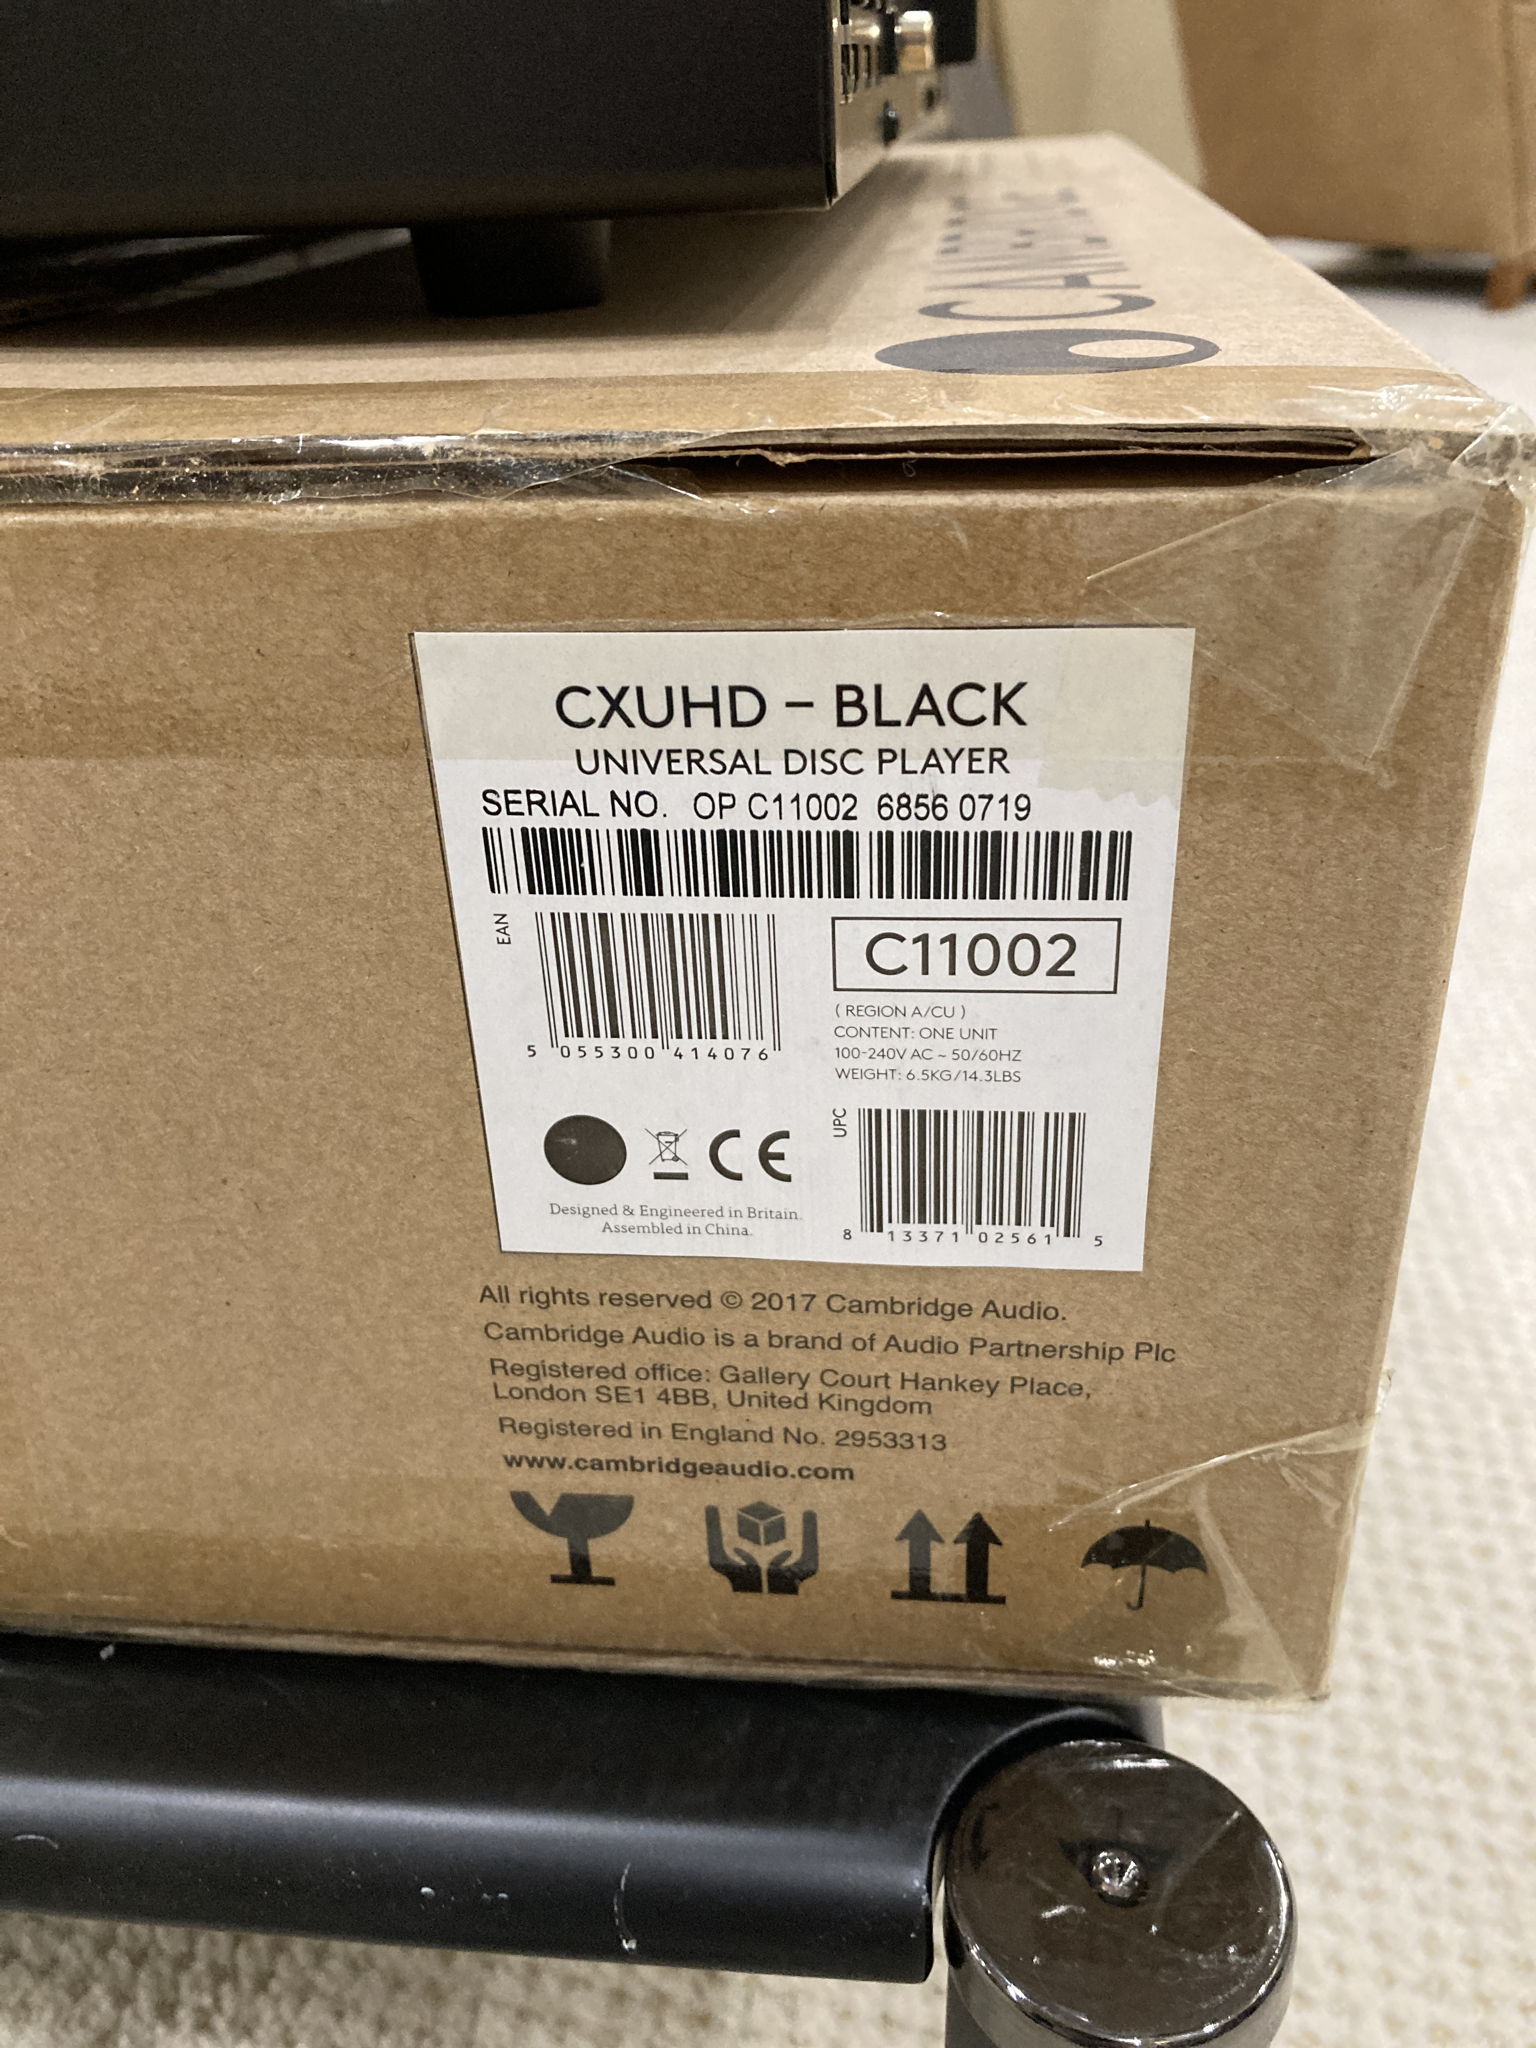 CXUHD – BLACK
UNIVERSAL DISC PLAYER
SERIAL NO. OP C11002 6856 0719
EAN
5 055300 414076
C11002
( REGION A/CU )
CONTENT: ONE UNIT
100-240V AC ~ 50/60HZ
WEIGHT: 6.5KG/14.3LBS
UPC
8 13371 02561 5
CE
Designed & Engineered in Britain.
Assembled in China.
All rights reserved © 2017 Cambridge Audio.
Cambridge Audio is a brand of Audio Partnership Plc
Registered office: Gallery Court Hankey Place,
London SE1 4BB, United Kingdom
Registered in England No. 2953313
www.cambridgeaudio.com